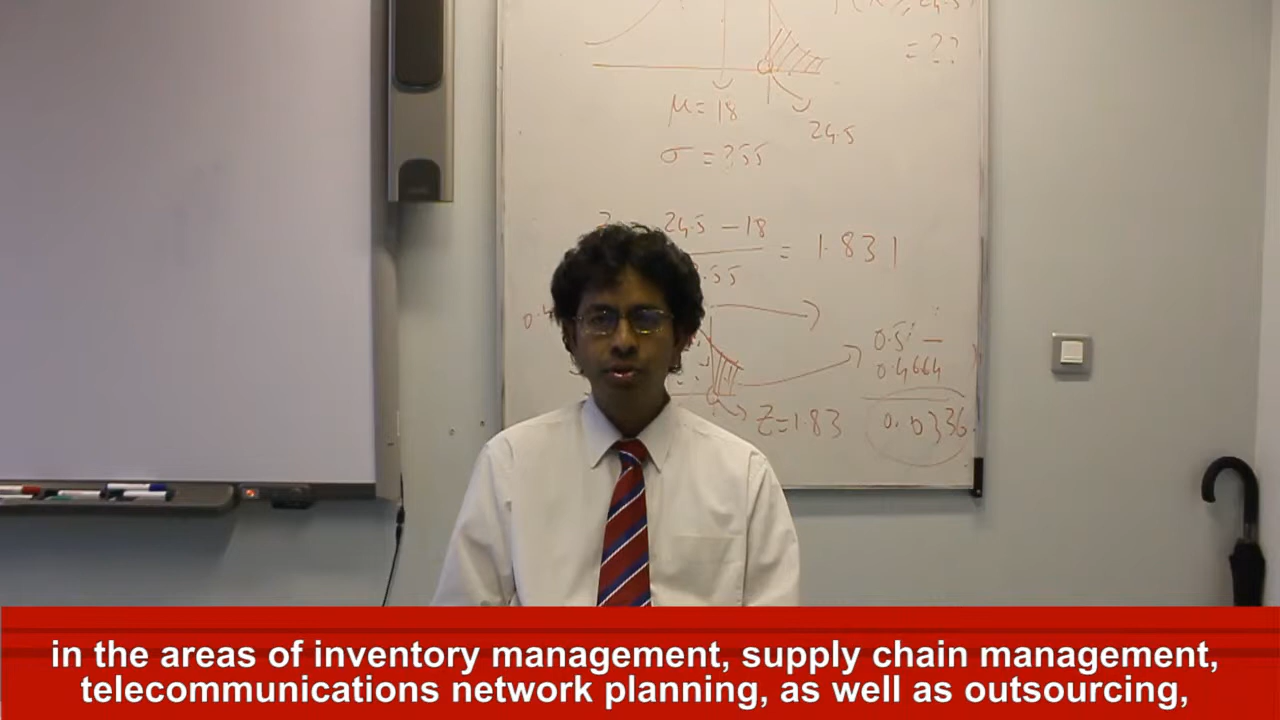 = ??
μ = 18
24.5
σ = 3.55
24.5 - 18
= 1.831
.55
0.5 -
0.4664
Z=1.83
0.0336
in the areas of inventory management, supply chain management,
telecommunications network planning, as well as outsourcing,